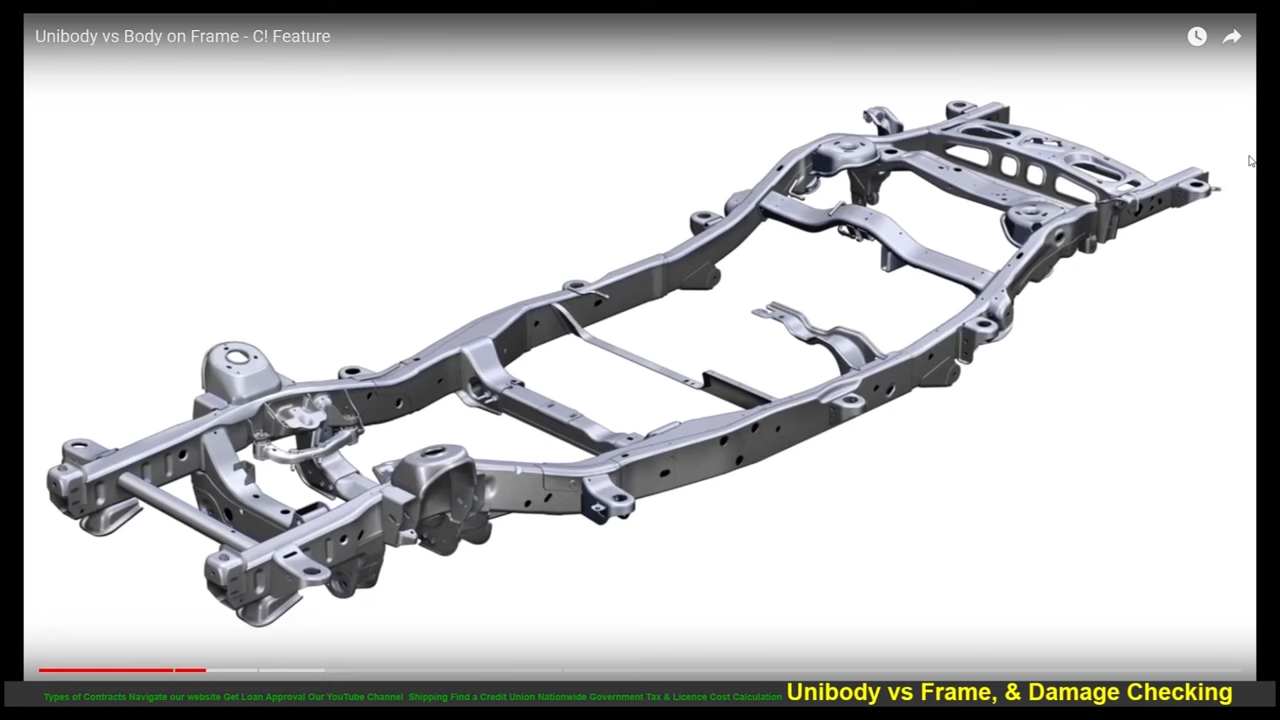 Unibody vs Body on Frame - C! Feature
Types of Contracts Navigate our website Get Loan Approval Our YouTube Channel Shipping Find a Credit Union Nationwide Government Tax & Licence Cost Calculation Unibody vs Frame, & Damage Checking